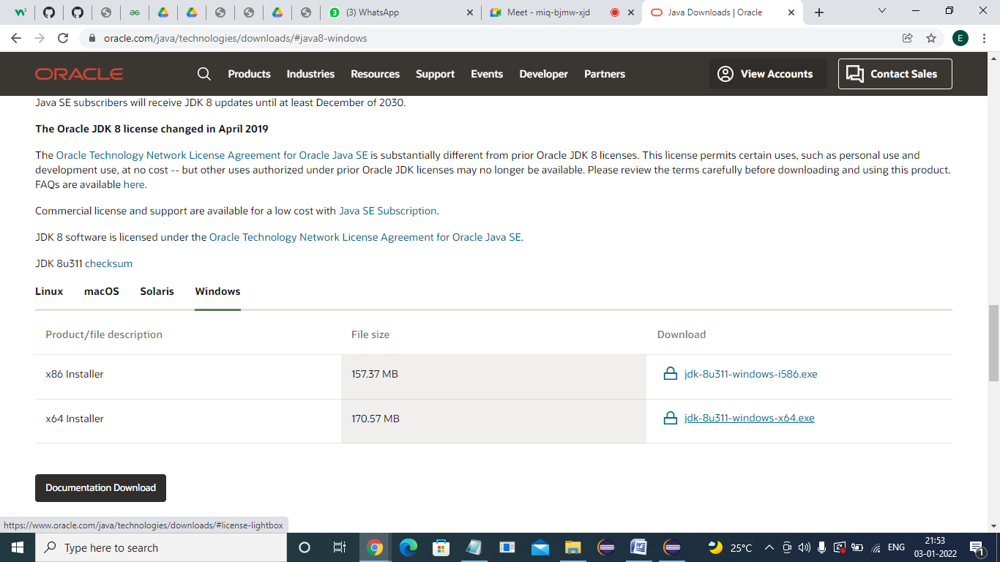 (3) WhatsApp
Meet - miq-bjmw-xjd
Java Downloads | Oracle
oracle.com/java/technologies/downloads/#java8-windows
E
ORACLE
Products Industries Resources Support Events Developer Partners
View Accounts
Contact Sales
Java SE subscribers will receive JDK 8 updates until at least December of 2030.
The Oracle JDK 8 license changed in April 2019
The Oracle Technology Network License Agreement for Oracle Java SE is substantially different from prior Oracle JDK 8 licenses. This license permits certain uses, such as personal use and
development use, at no cost -- but other uses authorized under prior Oracle JDK licenses may no longer be available. Please review the terms carefully before downloading and using this product.
FAQs are available here.
Commercial license and support are available for a low cost with Java SE Subscription.
JDK 8 software is licensed under the Oracle Technology Network License Agreement for Oracle Java SE.
JDK 8u311 checksum
Linux macOS Solaris Windows
Product/file description File size Download
x86 Installer 157.37 MB jdk-8u311-windows-i586.exe
x64 Installer 170.57 MB jdk-8u311-windows-x64.exe
Documentation Download
https://www.oracle.com/java/technologies/downloads/#license-lightbox
Type here to search
25°C
ENG
21:53
03-01-2022
1